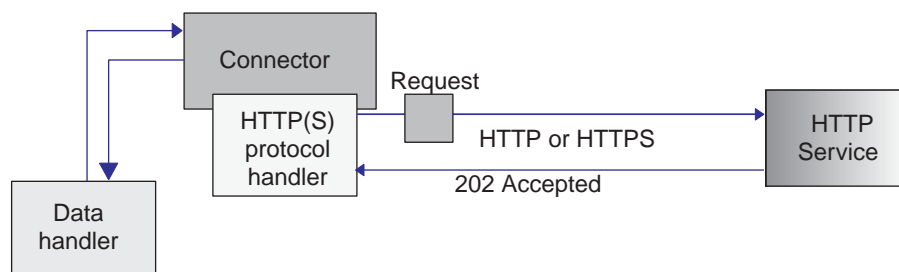 Connector
Request
HTTP(S)
protocol
handler
HTTP or HTTPS
HTTP
Service
202 Accepted
Data
handler